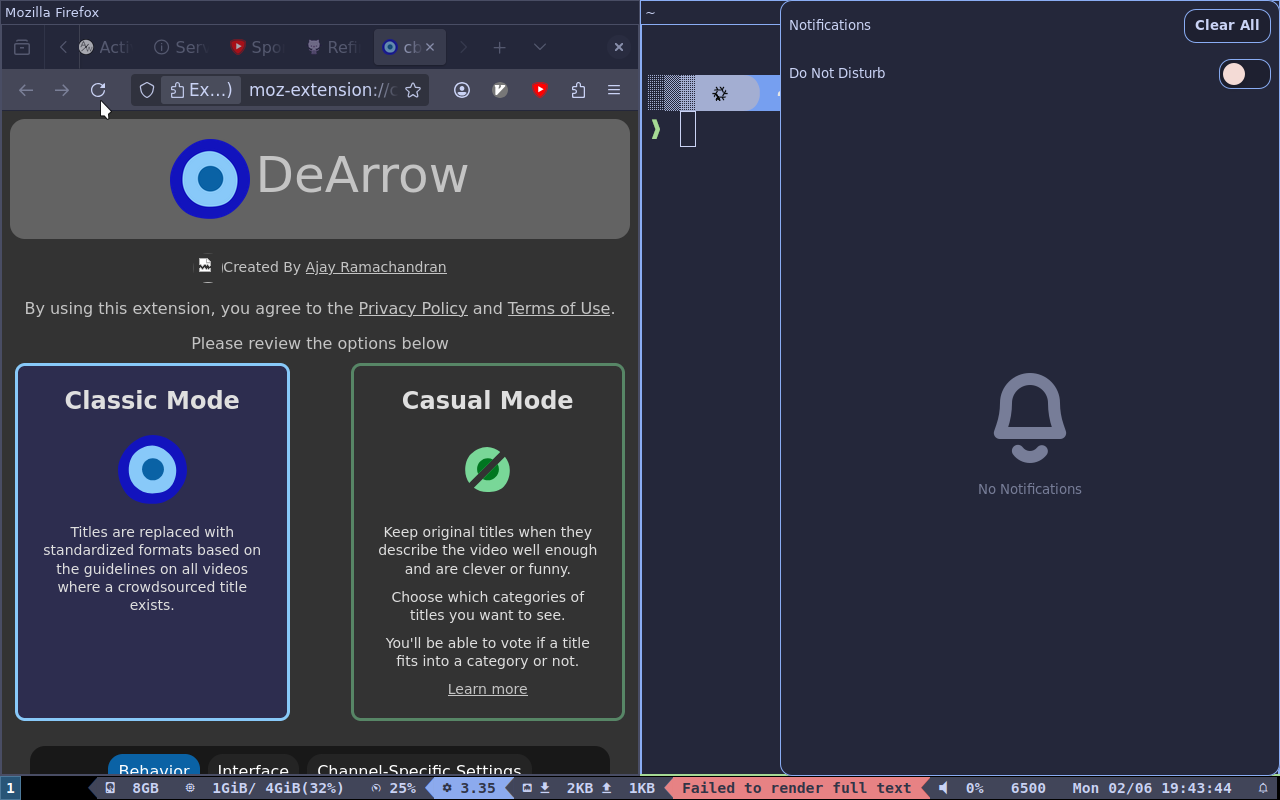 Mozilla Firefox
~
Notifications
Clear All
Do Not Disturb
No Notifications
Acti
Serv
Spo
Refi
cb
Ex...)
moz-extension://c
DeArrow
Created By Ajay Ramachandran
By using this extension, you agree to the Privacy Policy and Terms of Use.
Please review the options below
Classic Mode
Titles are replaced with
standardized formats based on
the guidelines on all videos
where a crowdsourced title
exists.
Casual Mode
Keep original titles when they
describe the video well enough
and are clever or funny.
Choose which categories of
titles you want to see.
You'll be able to vote if a title
fits into a category or not.
Learn more
Behavior Interface Channel-Specific Settings
1 8GB 1GiB/ 4GiB(32%) 25% 3.35 2KB 1KB Failed to render full text 0% 6500 Mon 02/06 19:43:44